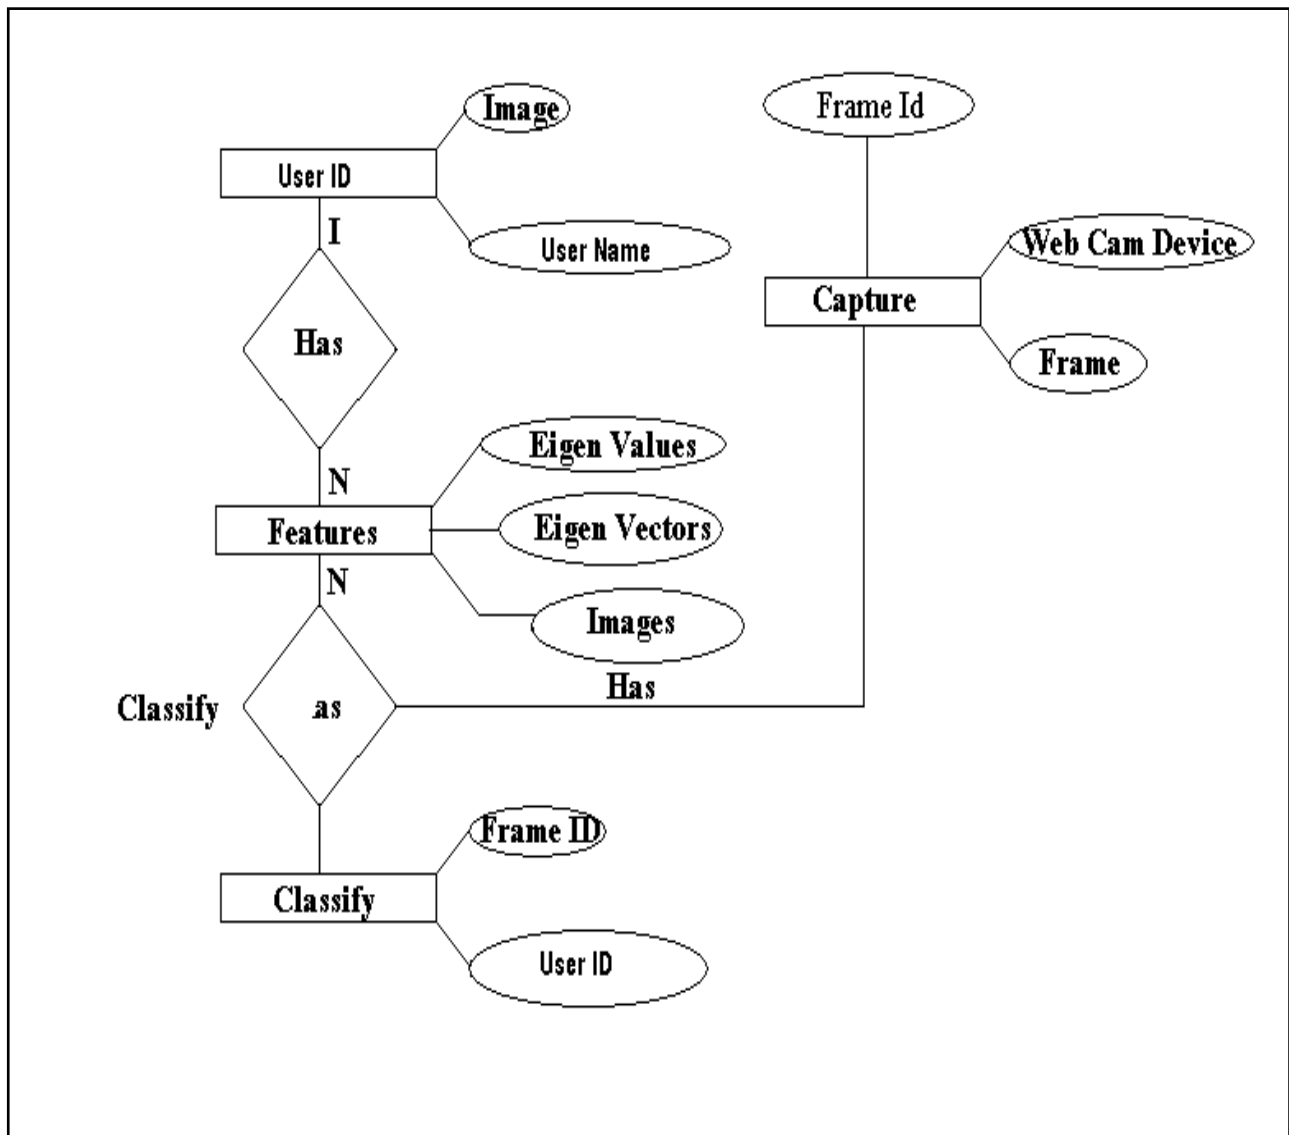 Image
Frame Id
User ID
I
User Name
Web Cam Device
Capture
Has
Frame
Eigen Values
N
Features
Eigen Vectors
N
Images
Has
Classify
as
Frame ID
Classify
User ID